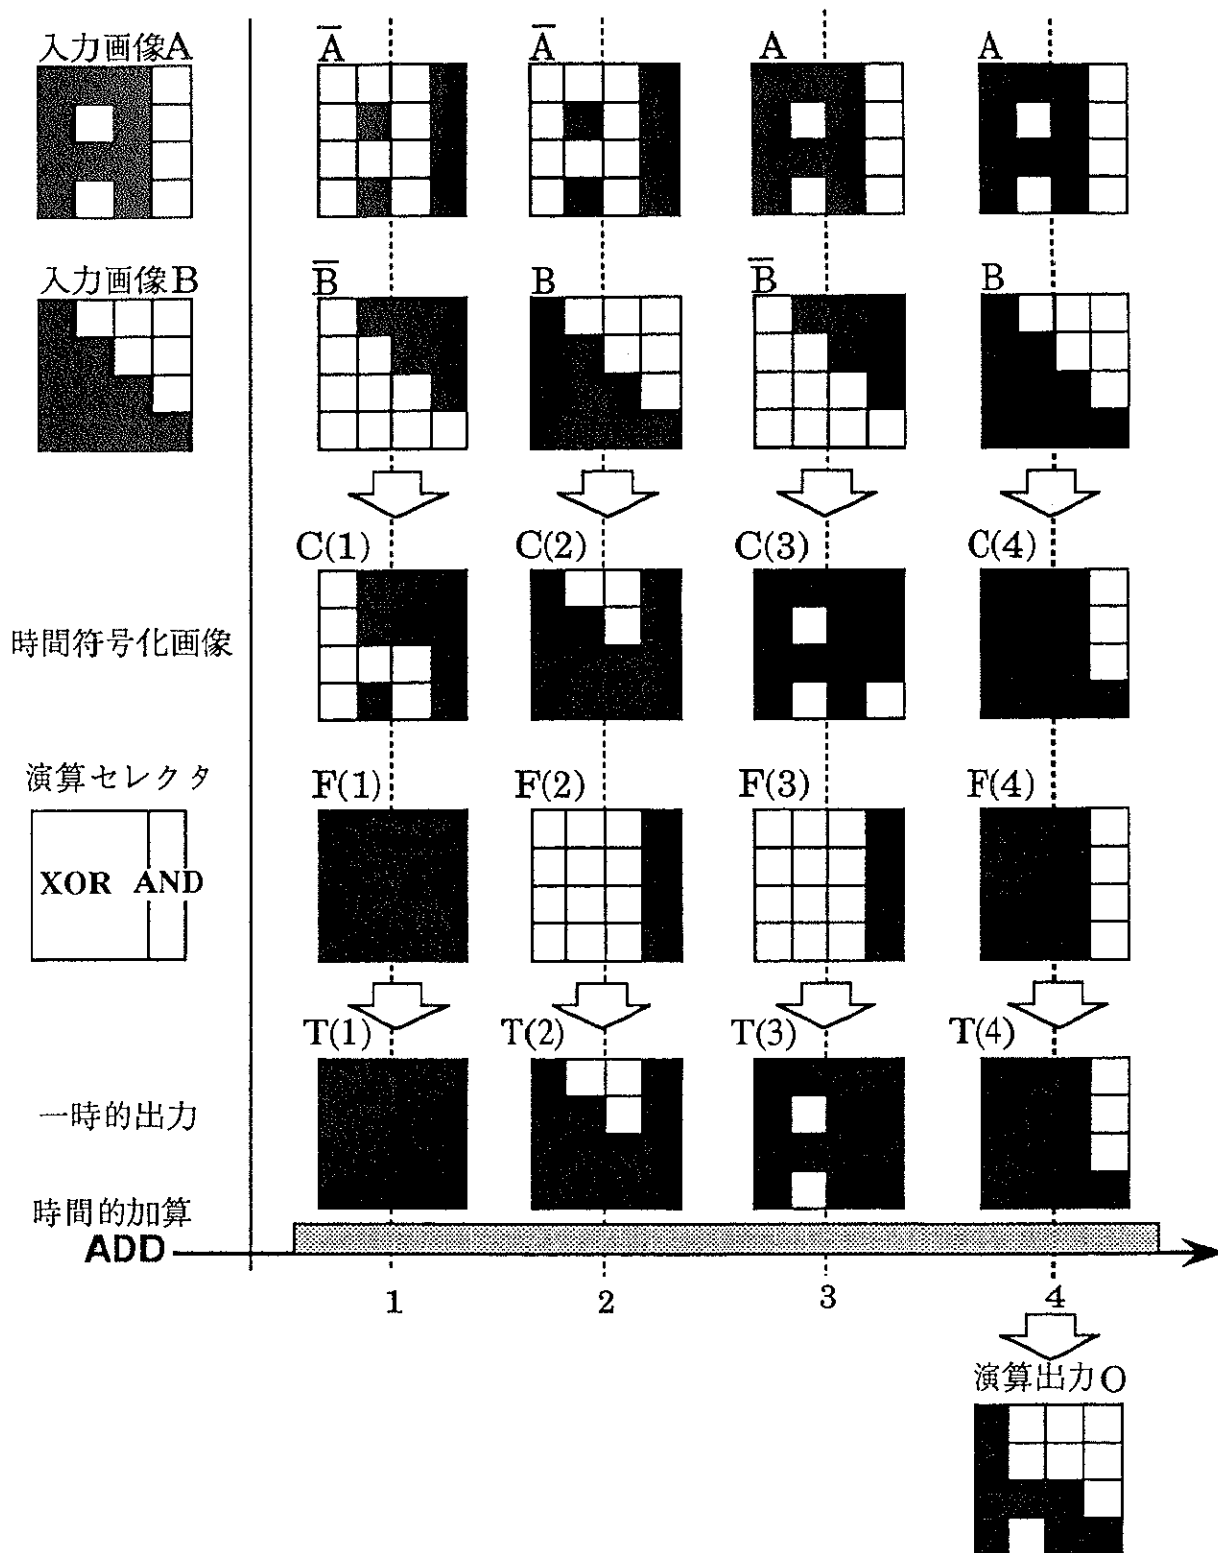 入力画像A
A̅ A̅ A A
入力画像B
B̅ B B̅ B
C(1) C(2) C(3) C(4)
時間符号化画像
演算セレクタ
F(1) F(2) F(3) F(4)
XOR AND
T(1) T(2) T(3) T(4)
一時的出力
時間的加算
ADD
1 2 3 4
演算出力O